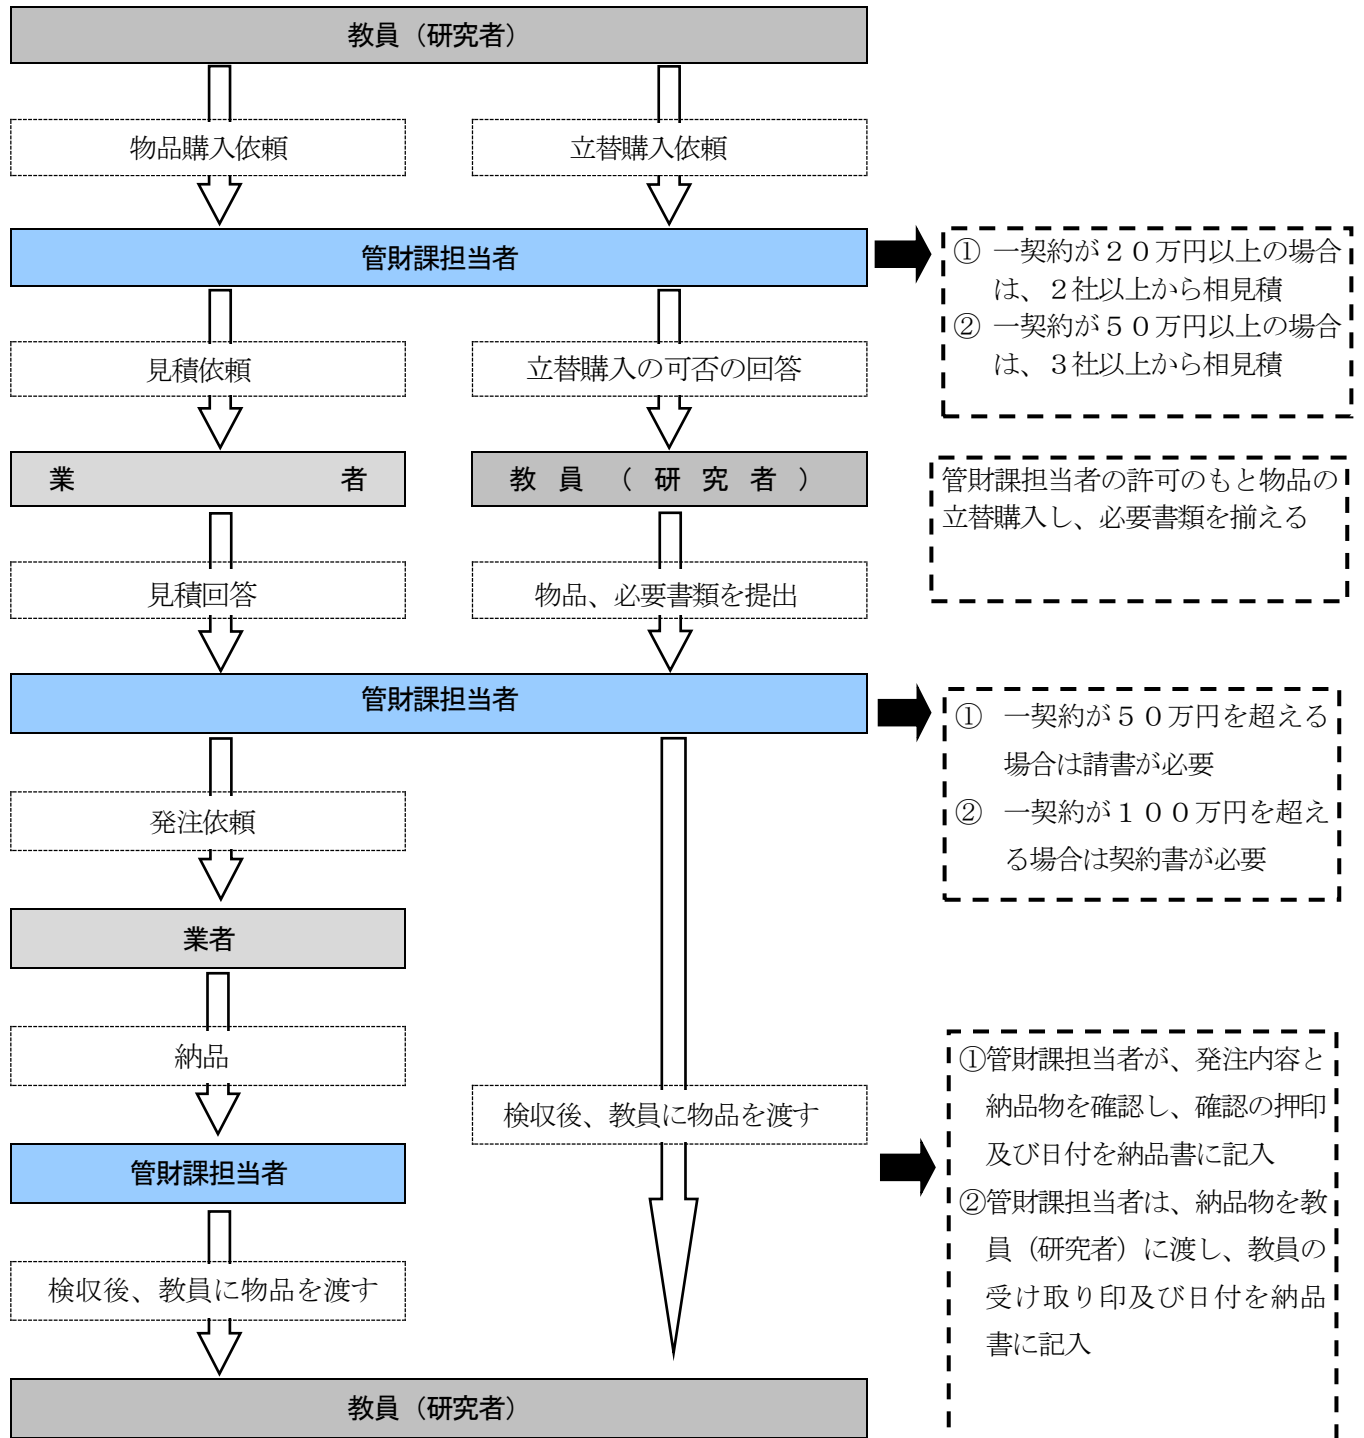 教員（研究者）
物品購入依頼
立替購入依頼
管財課担当者
① 一契約が２０万円以上の場合
は、２社以上から相見積
② 一契約が５０万円以上の場合
は、３社以上から相見積
見積依頼
立替購入の可否の回答
業者
教員（研究者）
管財課担当者の許可のもと物品の
立替購入し、必要書類を揃える
見積回答
物品、必要書類を提出
管財課担当者
① 一契約が５０万円を超える
場合は請書が必要
② 一契約が１００万円を超え
る場合は契約書が必要
発注依頼
業者
納品
検収後、教員に物品を渡す
①管財課担当者が、発注内容と
納品物を確認し、確認の押印
及び日付を納品書に記入
②管財課担当者は、納品物を教
員（研究者）に渡し、教員の
受け取り印及び日付を納品
書に記入
管財課担当者
検収後、教員に物品を渡す
教員（研究者）